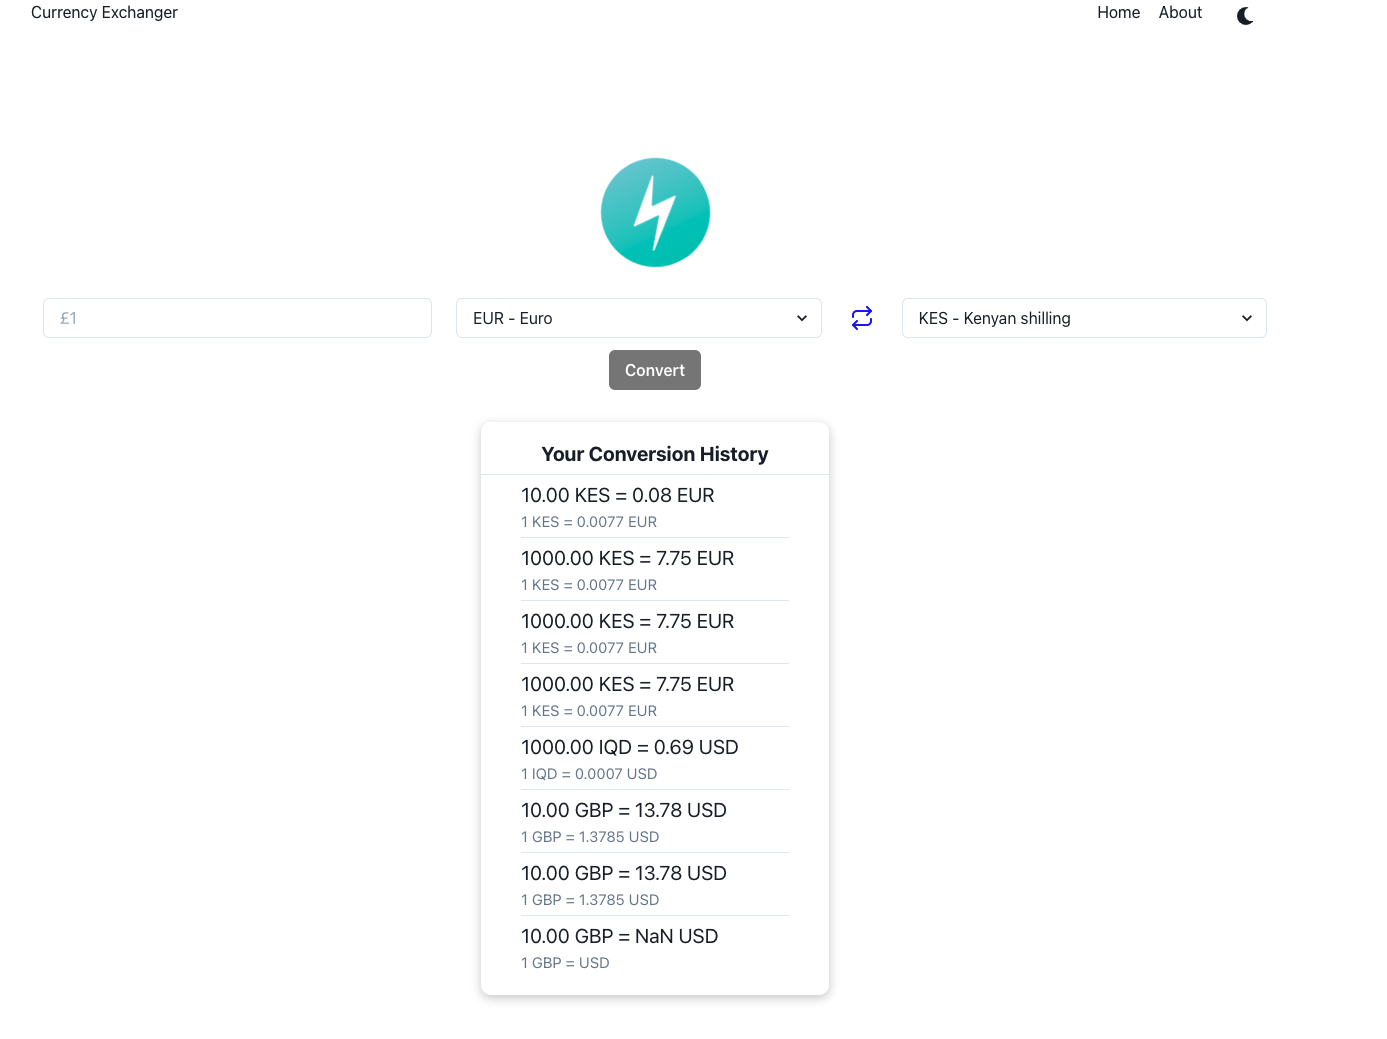 Currency Exchanger
Home About
£1
EUR - Euro
KES - Kenyan shilling
Convert
Your Conversion History
10.00 KES = 0.08 EUR
1 KES = 0.0077 EUR
1000.00 KES = 7.75 EUR
1 KES = 0.0077 EUR
1000.00 KES = 7.75 EUR
1 KES = 0.0077 EUR
1000.00 KES = 7.75 EUR
1 KES = 0.0077 EUR
1000.00 IQD = 0.69 USD
1 IQD = 0.0007 USD
10.00 GBP = 13.78 USD
1 GBP = 1.3785 USD
10.00 GBP = 13.78 USD
1 GBP = 1.3785 USD
10.00 GBP = NaN USD
1 GBP = USD